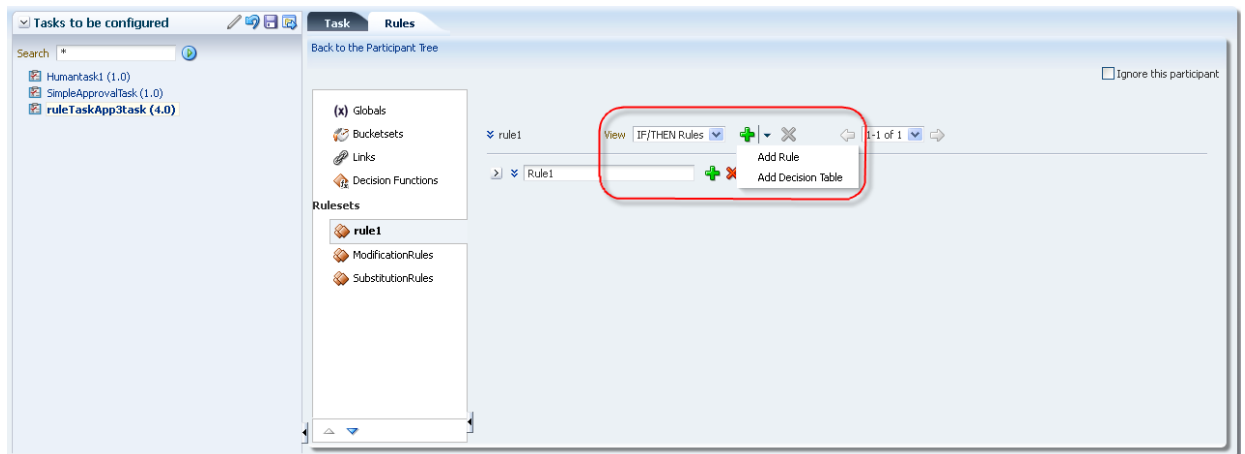 Tasks to be configured
Search *
Humantask1 (1.0)
SimpleApprovalTask (1.0)
ruleTaskApp3task (4.0)
Task Rules
Back to the Participant Tree
Ignore this participant
(x) Globals
Bucketsets
Links
Decision Functions
Rulesets
rule1
ModificationRules
SubstitutionRules
rule1 View IF/THEN Rules 1-1 of 1
Add Rule
Add Decision Table
Rule1